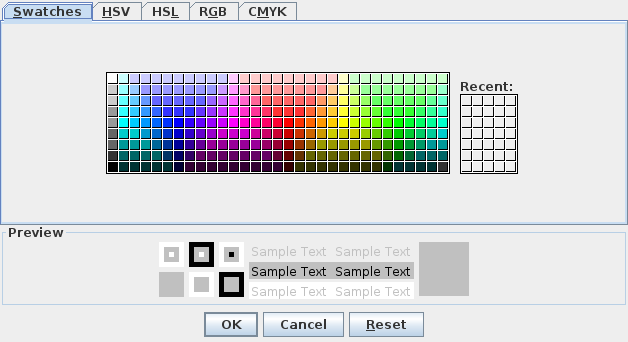 Swatches HSV HSL RGB CMYK
Recent:
Preview
Sample Text Sample Text
Sample Text Sample Text
Sample Text Sample Text
OK Cancel Reset